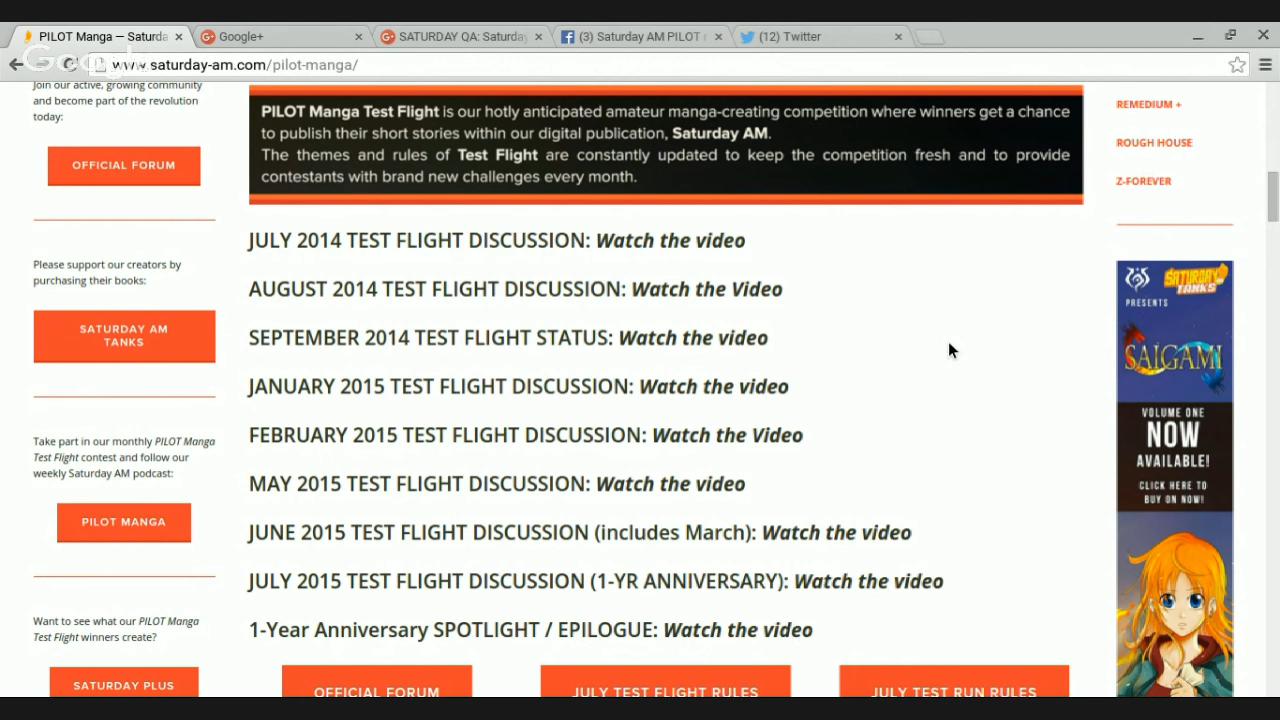 PILOT Manga — Saturda
Google+
SATURDAY QA: Saturday
(3) Saturday AM PILOT
(12) Twitter
Google
www.saturday-am.com/pilot-manga/
Join our active, growing community
and become part of the revolution
today:
OFFICIAL FORUM
Please support our creators by
purchasing their books:
SATURDAY AM
TANKS
Take part in our monthly PILOT Manga
Test Flight contest and follow our
weekly Saturday AM podcast:
PILOT MANGA
Want to see what our PILOT Manga
Test Flight winners create?
SATURDAY PLUS
PILOT Manga Test Flight is our hotly anticipated amateur manga-creating competition where winners get a chance
to publish their short stories within our digital publication, Saturday AM.
The themes and rules of Test Flight are constantly updated to keep the competition fresh and to provide
contestants with brand new challenges every month.
JULY 2014 TEST FLIGHT DISCUSSION: Watch the video
AUGUST 2014 TEST FLIGHT DISCUSSION: Watch the Video
SEPTEMBER 2014 TEST FLIGHT STATUS: Watch the video
JANUARY 2015 TEST FLIGHT DISCUSSION: Watch the video
FEBRUARY 2015 TEST FLIGHT DISCUSSION: Watch the Video
MAY 2015 TEST FLIGHT DISCUSSION: Watch the video
JUNE 2015 TEST FLIGHT DISCUSSION (includes March): Watch the video
JULY 2015 TEST FLIGHT DISCUSSION (1-YR ANNIVERSARY): Watch the video
1-Year Anniversary SPOTLIGHT / EPILOGUE: Watch the video
OFFICIAL FORUM
JULY TEST FLIGHT RULES
JULY TEST RUN RULES
REMEDIUM +
ROUGH HOUSE
Z-FOREVER
SATURDAY
TANKS
PRESENTS
SAIGAMI
VOLUME ONE
NOW
AVAILABLE!
CLICK HERE TO
BUY ON NOW!